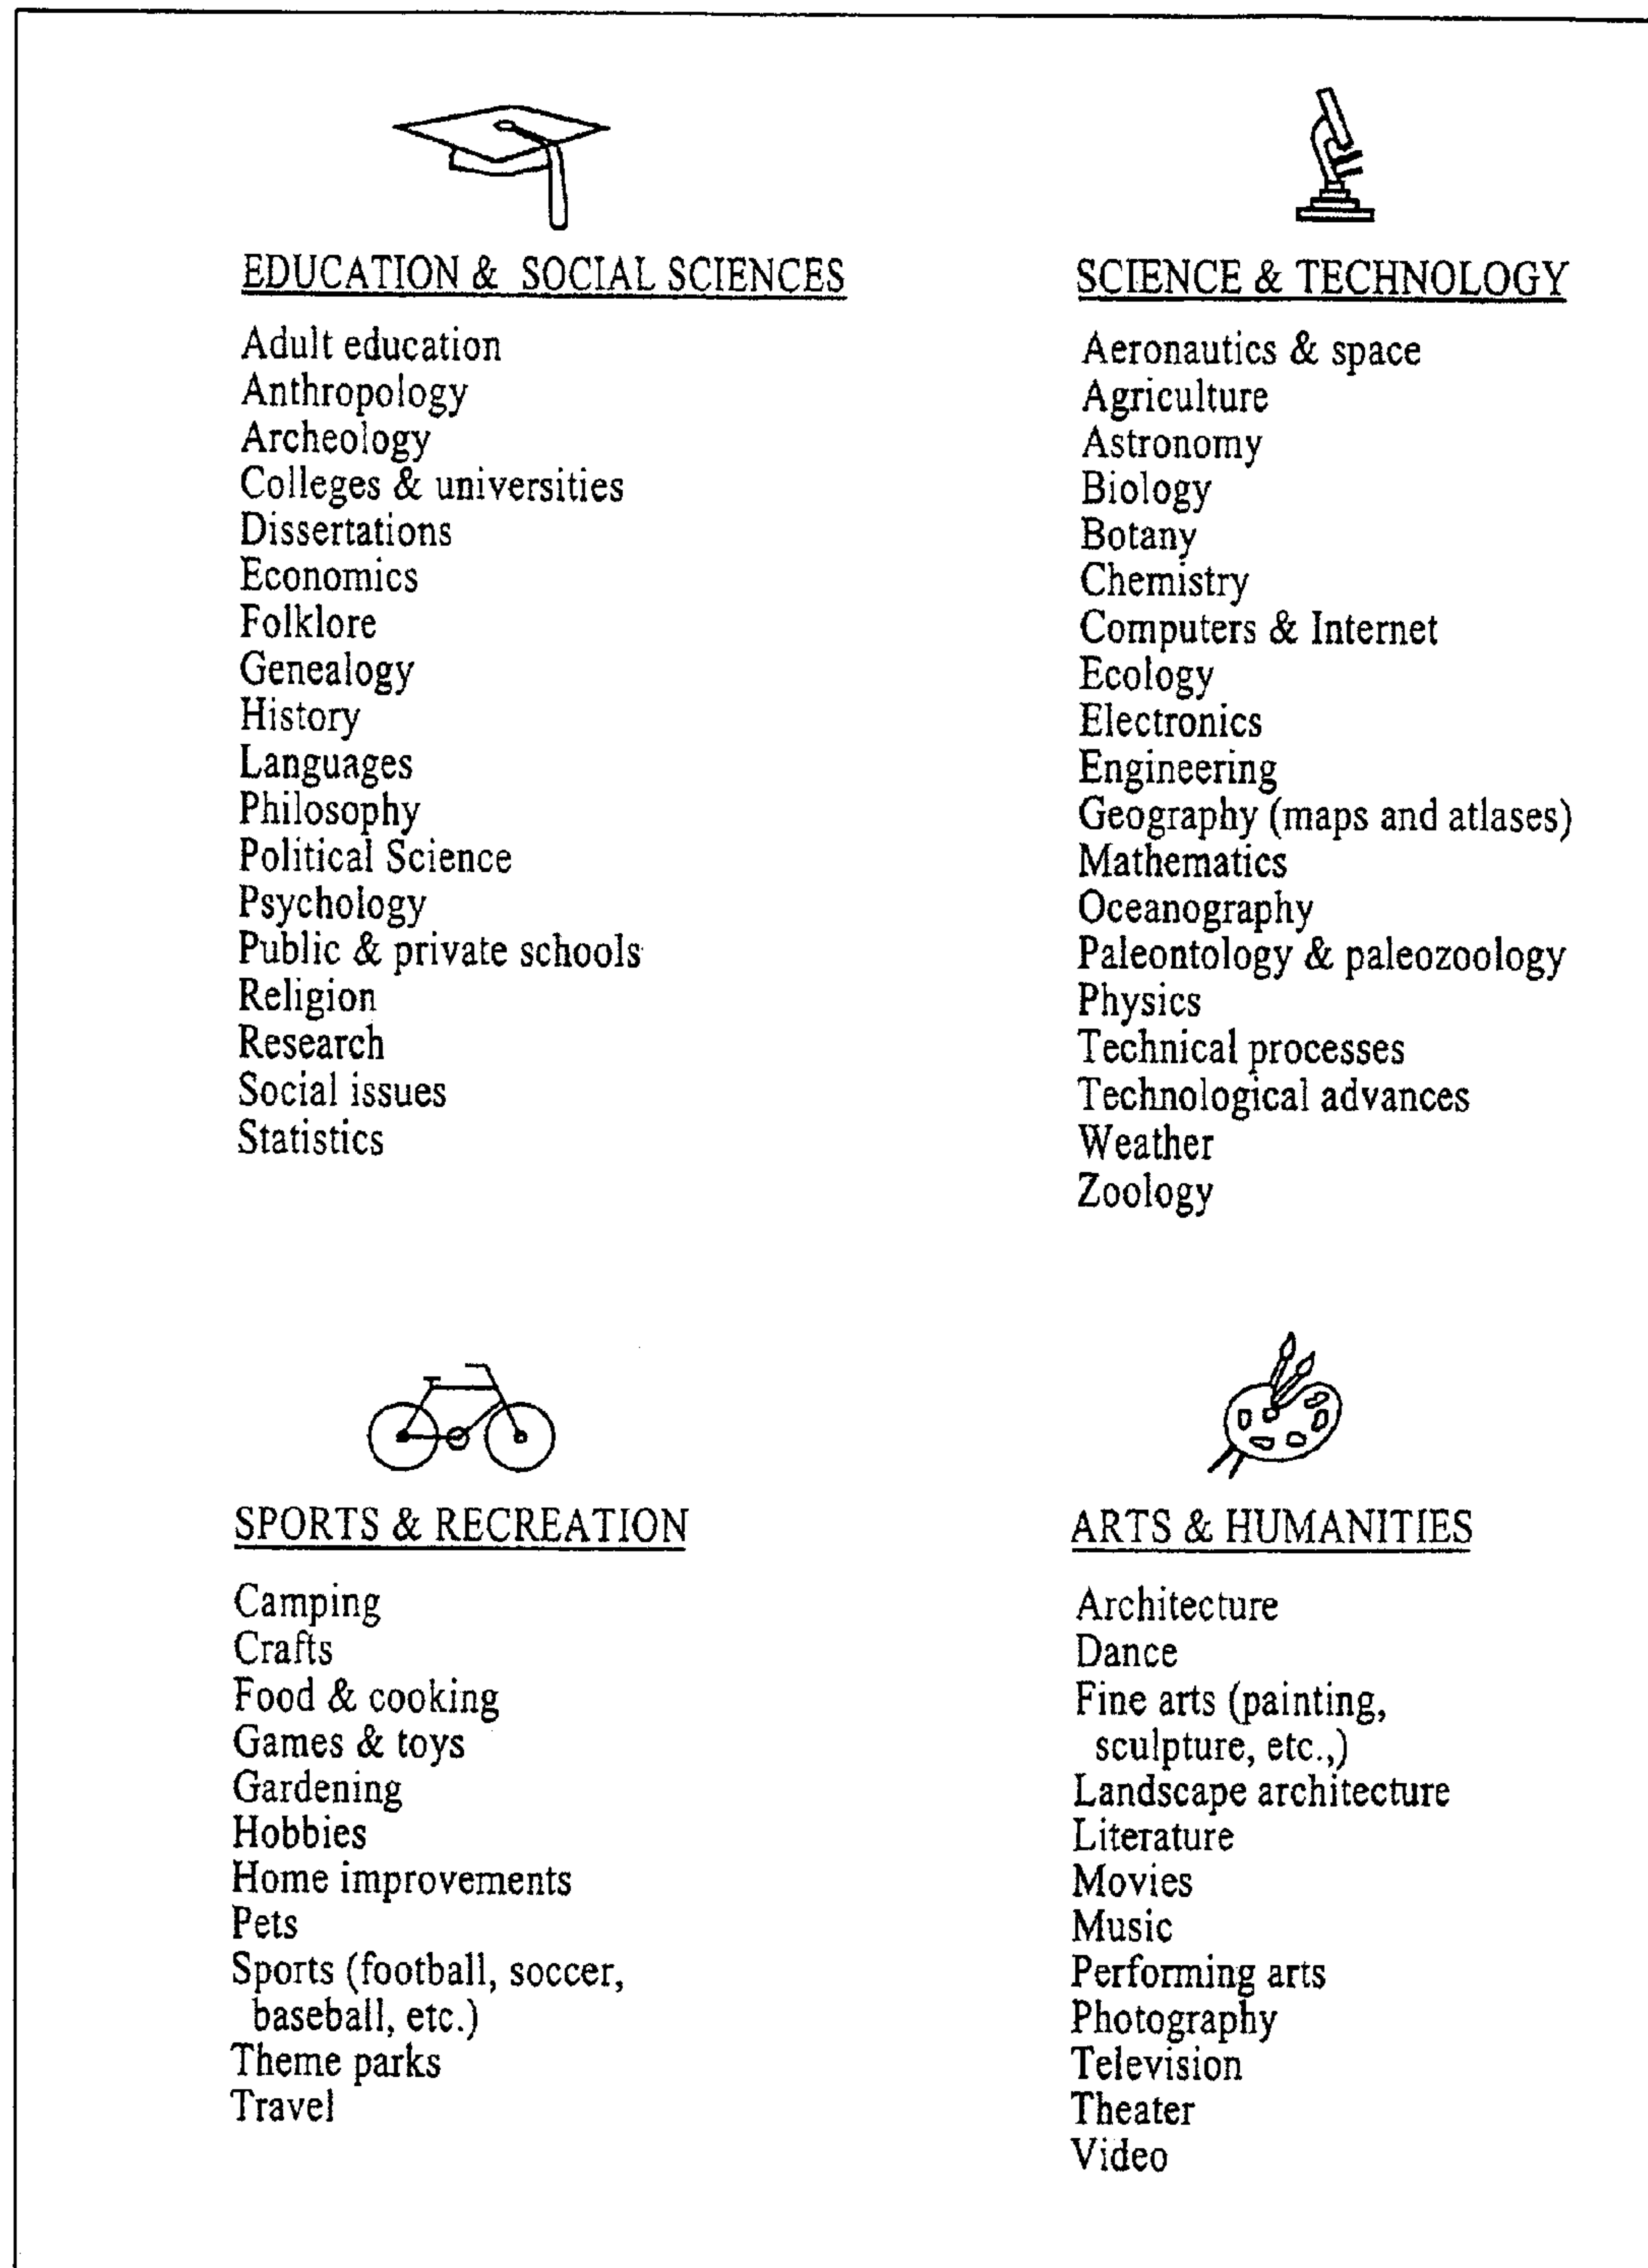 EDUCATION & SOCIAL SCIENCES
Adult education
Anthropology
Archeology
Colleges & universities
Dissertations
Economics
Folklore
Genealogy
History
Languages
Philosophy
Political Science
Psychology
Public & private schools
Religion
Research
Social issues
Statistics
SCIENCE & TECHNOLOGY
Aeronautics & space
Agriculture
Astronomy
Biology
Botany
Chemistry
Computers & Internet
Ecology
Electronics
Engineering
Geography (maps and atlases)
Mathematics
Oceanography
Paleontology & paleozoology
Physics
Technical processes
Technological advances
Weather
Zoology
SPORTS & RECREATION
Camping
Crafts
Food & cooking
Games & toys
Gardening
Hobbies
Home improvements
Pets
Sports (football, soccer,
baseball, etc.)
Theme parks
Travel
ARTS & HUMANITIES
Architecture
Dance
Fine arts (painting,
sculpture, etc.,)
Landscape architecture
Literature
Movies
Music
Performing arts
Photography
Television
Theater
Video